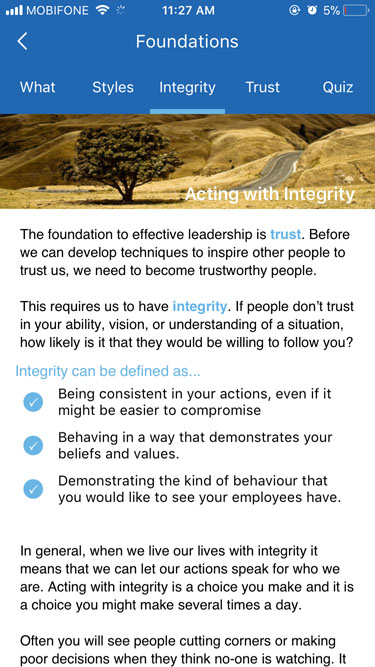 MOBIFONE 11:27 AM 5%
Foundations
What Styles Integrity Trust Quiz
Acting with Integrity
The foundation to effective leadership is trust. Before
we can develop techniques to inspire other people to
trust us, we need to become trustworthy people.
This requires us to have integrity. If people don’t trust
in your ability, vision, or understanding of a situation,
how likely is it that they would be willing to follow you?
Integrity can be defined as...
Being consistent in your actions, even if it
might be easier to compromise
Behaving in a way that demonstrates your
beliefs and values.
Demonstrating the kind of behaviour that
you would like to see your employees have.
In general, when we live our lives with integrity it
means that we can let our actions speak for who we
are. Acting with integrity is a choice you make and it is
a choice you might make several times a day.
Often you will see people cutting corners or making
poor decisions when they think no-one is watching. It